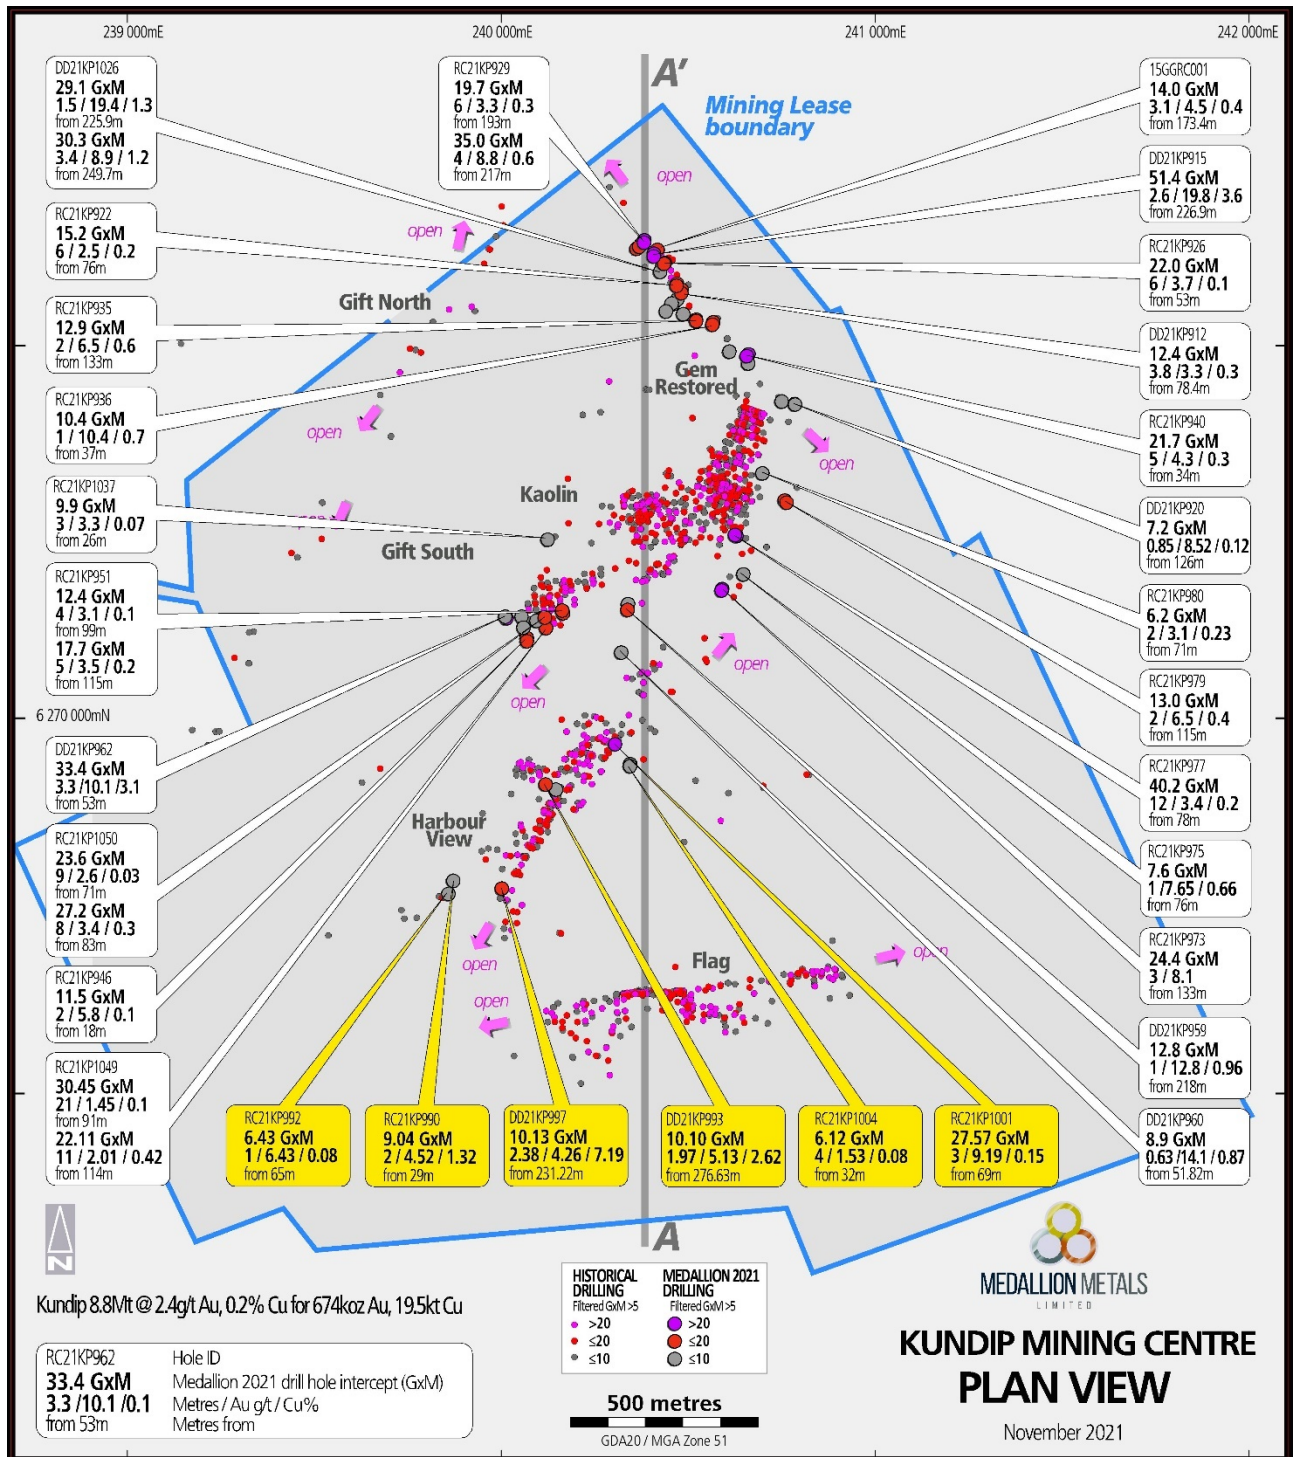 239 000mE
240 000mE
241 000mE
242 000mE
DD21KP1026
29.1 GxM
1.5 / 19.4 / 1.3
from 225.9m
30.3 GxM
3.4 / 8.9 / 1.2
from 249.7m
RC21KP922
15.2 GxM
6 / 2.5 / 0.2
from 76m
RC21KP935
12.9 GxM
2 / 6.5 / 0.6
from 133m
RC21KP936
10.4 GxM
1 / 10.4 / 0.7
from 37m
RC21KP1037
9.9 GxM
3 / 3.3 / 0.07
from 26m
RC21KP951
12.4 GxM
4 / 3.1 / 0.1
from 99m
17.7 GxM
5 / 3.5 / 0.2
from 115m
6 270 000mN
DD21KP962
33.4 GxM
3.3 /10.1 /3.1
from 53m
RC21KP1050
23.6 GxM
9 / 2.6 / 0.03
from 71m
27.2 GxM
8 / 3.4 / 0.3
from 83m
RC21KP946
11.5 GxM
2 / 5.8 / 0.1
from 18m
RC21KP1049
30.45 GxM
21 / 1.45 / 0.1
from 91m
22.11 GxM
11 / 2.01 / 0.42
from 114m
RC21KP929
19.7 GxM
6 / 3.3 / 0.3
from 193m
35.0 GxM
4 / 8.8 / 0.6
from 217m
A'
Mining Lease
boundary
open
open
Gift North
Gem
Restored
open
open
Kaolin
Gift South
open
open
Harbour
View
open
Flag
open
open
15GGRC001
14.0 GxM
3.1 / 4.5 / 0.4
from 173.4m
DD21KP915
51.4 GxM
2.6 / 19.8 / 3.6
from 226.9m
RC21KP926
22.0 GxM
6 / 3.7 / 0.1
from 53m
DD21KP912
12.4 GxM
3.8 /3.3 / 0.3
from 78.4m
RC21KP940
21.7 GxM
5 / 4.3 / 0.3
from 34m
DD21KP920
7.2 GxM
0.85 / 8.52 / 0.12
from 126m
RC21KP980
6.2 GxM
2 / 3.1 / 0.23
from 71m
RC21KP979
13.0 GxM
2 / 6.5 / 0.4
from 115m
RC21KP977
40.2 GxM
12 / 3.4 / 0.2
from 78m
RC21KP975
7.6 GxM
1 /7.65 / 0.66
from 76m
RC21KP973
24.4 GxM
3 / 8.1
from 133m
DD21KP959
12.8 GxM
1 / 12.8 / 0.96
from 218m
DD21KP960
8.9 GxM
0.63 /14.1 / 0.87
from 51.82m
RC21KP992
6.43 GxM
1 / 6.43 / 0.08
from 65m
RC21KP990
9.04 GxM
2 / 4.52 / 1.32
from 29m
DD21KP997
10.13 GxM
2.38 / 4.26 / 7.19
from 231.22m
DD21KP993
10.10 GxM
1.97 / 5.13 / 2.62
from 276.63m
RC21KP1004
6.12 GxM
4 / 1.53 / 0.08
from 32m
RC21KP1001
27.57 GxM
3 / 9.19 / 0.15
from 69m
A
N
Kundip 8.8Mt @ 2.4g/t Au, 0.2% Cu for 674koz Au, 19.5kt Cu
RC21KP962 Hole ID
33.4 GxM Medallion 2021 drill hole intercept (GxM)
3.3 /10.1 /0.1 Metres / Au g/t / Cu%
from 53m Metres from
HISTORICAL DRILLING
Filtered GxM >5
>20
≤20
≤10
MEDALLION 2021 DRILLING
Filtered GxM >5
>20
≤20
≤10
500 metres
GDA20 / MGA Zone 51
MEDALLION METALS
LIMITED
KUNDIP MINING CENTRE
PLAN VIEW
November 2021